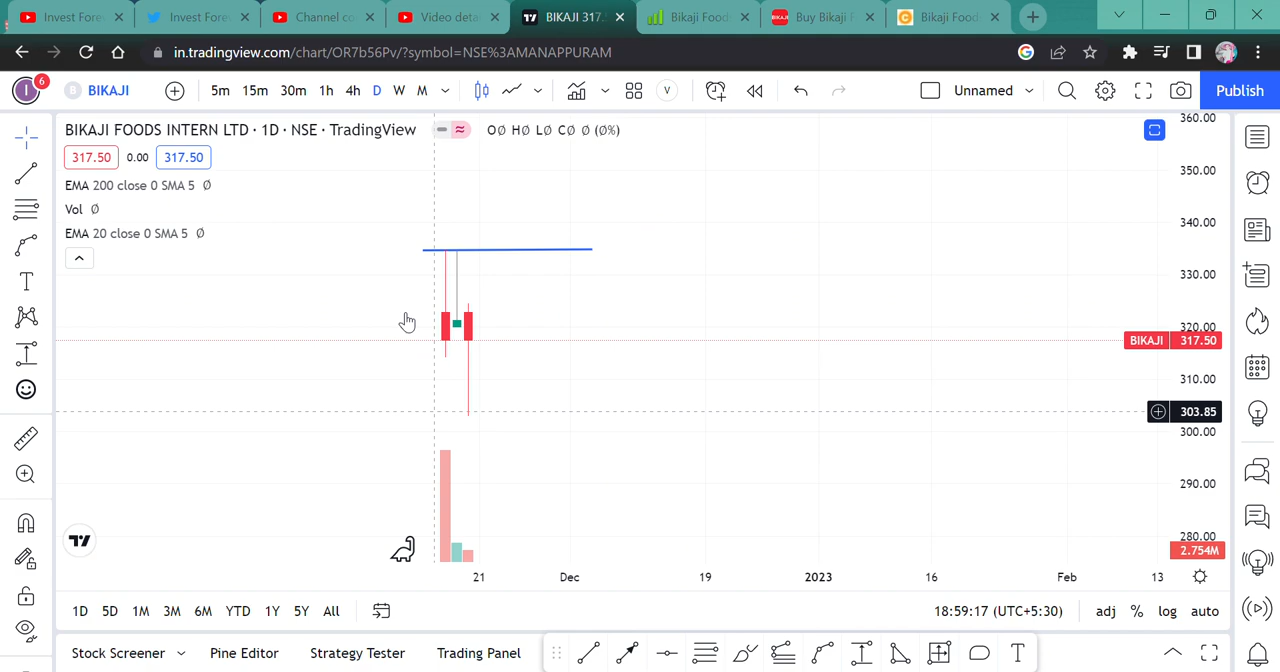 Invest Fore
Invest Fore
Channel co
Video deta
BIKAJI 317.
Bikaji Food
Buy Bikaji F
Bikaji Food
in.tradingview.com/chart/OR7b56Pv/?symbol=NSE%3AMANAPPURAM
I 6 B BIKAJI 5m 15m 30m 1h 4h D W M V Unnamed Publish
BIKAJI FOODS INTERN LTD · 1D · NSE · TradingView O∅ H∅ L∅ C∅ ∅ (∅%)
317.50 0.00 317.50
EMA 200 close 0 SMA 5 ∅
Vol ∅
EMA 20 close 0 SMA 5 ∅
360.00
350.00
340.00
330.00
320.00
BIKAJI 317.50
310.00
303.85
300.00
290.00
280.00
2.754M
21 Dec 19 2023 16 Feb 13
1D 5D 1M 3M 6M YTD 1Y 5Y All 18:59:17 (UTC+5:30) adj % log auto
Stock Screener Pine Editor Strategy Tester Trading Panel